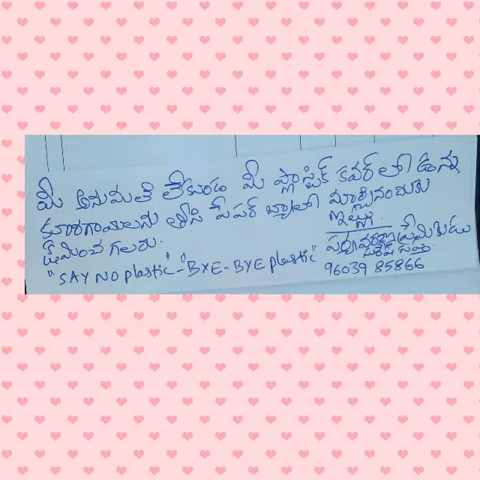 మీ అనుమతి లేకుండా మీ ప్లాస్టిక్ కవర్ లో ఉన్న
కూరగాయలను తీసి పేపర్ బ్యాగ్ లో మార్చినందుకు
క్షమించ గలరు. ఇట్లు
పర్యావరణ ప్రేమికుడు
"SAY NO plastic"-"BYE-BYE plastic"
96039 85866